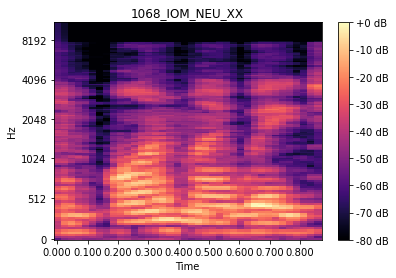 1068_IOM_NEU_XX
+0 dB
8192
-10 dB
4096
-20 dB
-30 dB
2048
Hz
-40 dB
1024
-50 dB
512
-60 dB
-70 dB
0
-80 dB
0.000 0.100 0.200 0.300 0.400 0.500 0.600 0.700 0.800
Time